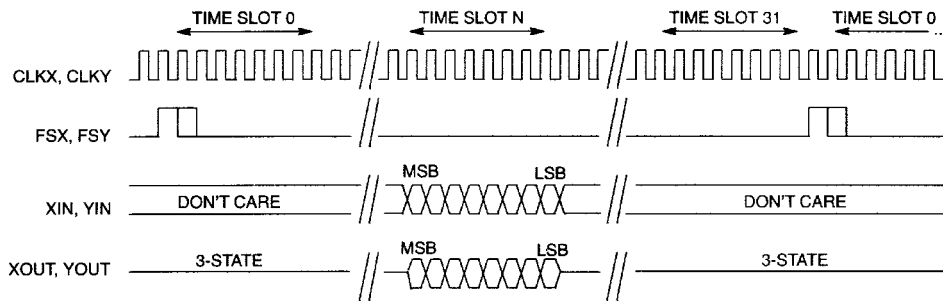 TIME SLOT 0 TIME SLOT N TIME SLOT 31 TIME SLOT 0
CLKX, CLKY
FSX, FSY
MSB LSB
XIN, YIN DON'T CARE DON'T CARE
MSB LSB
XOUT, YOUT 3-STATE 3-STATE